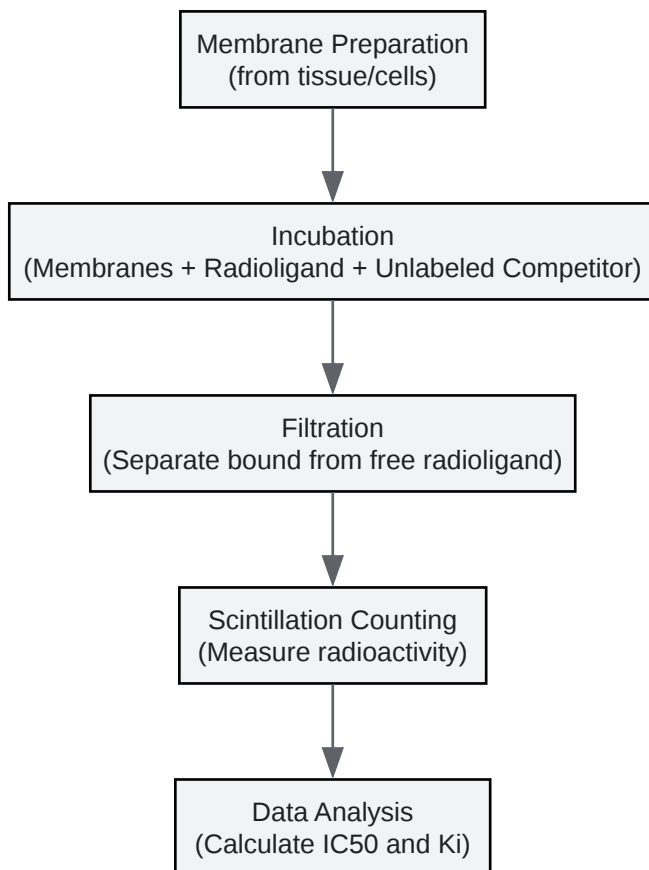 Membrane Preparation
(from tissue/cells)
Incubation
(Membranes + Radioligand + Unlabeled Competitor)
Filtration
(Separate bound from free radioligand)
Scintillation Counting
(Measure radioactivity)
Data Analysis
(Calculate IC50 and Ki)